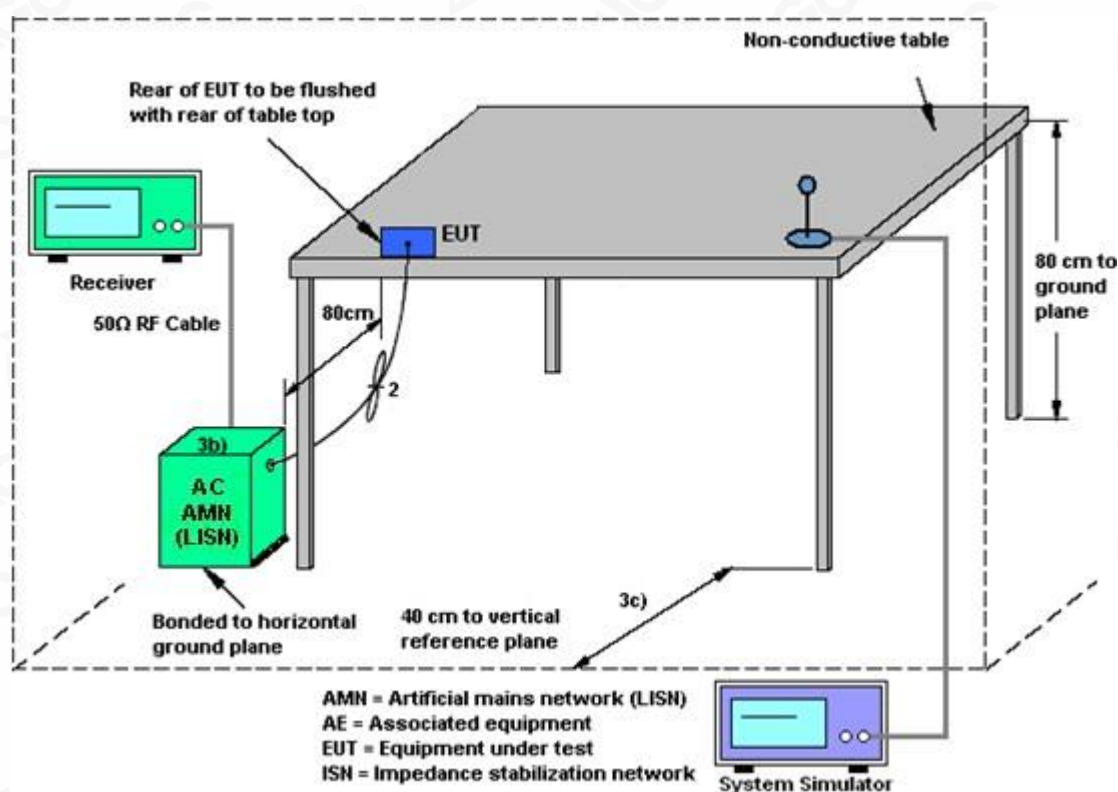 Non-conductive table
Rear of EUT to be flushed
with rear of table top
EUT
Receiver
80cm
80 cm to
ground
plane
50Ω RF Cable
2
3b)
AC
AMN
(LISN)
3c)
Bonded to horizontal
ground plane
40 cm to vertical
reference plane
AMN = Artificial mains network (LISN)
AE = Associated equipment
EUT = Equipment under test
ISN = Impedance stabilization network
System Simulator